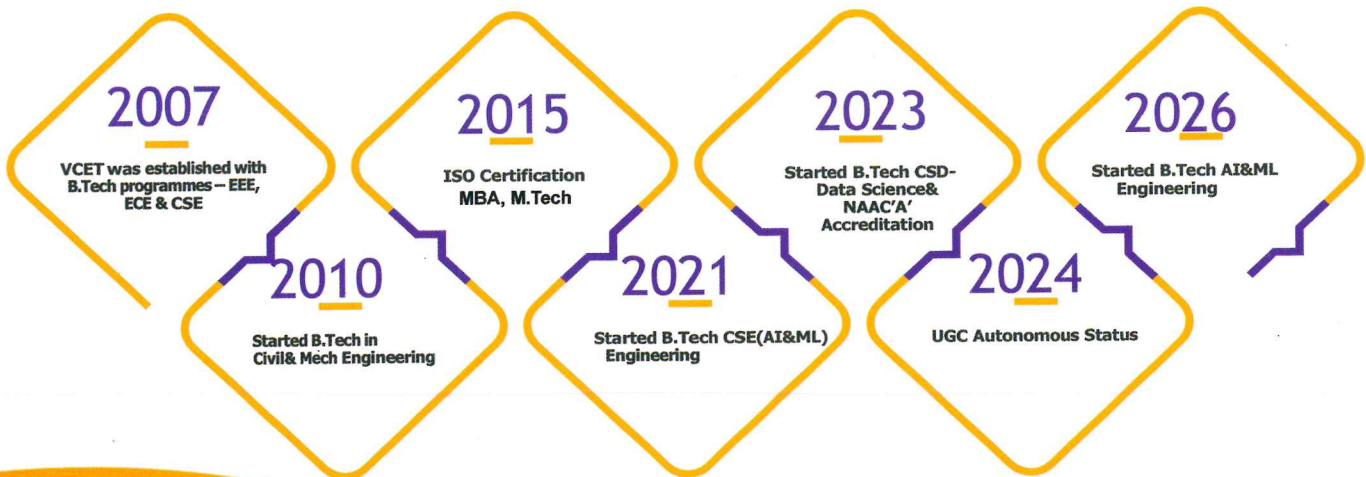 2007
VCET was established with
B.Tech programmes – EEE,
ECE & CSE
2010
Started B.Tech in
Civil& Mech Engineering
2015
ISO Certification
MBA, M.Tech
2021
Started B.Tech CSE(AI&ML)
Engineering
2023
Started B.Tech CSD-
Data Science&
NAAC'A'
Accreditation
2024
UGC Autonomous Status
2026
Started B.Tech AI&ML
Engineering